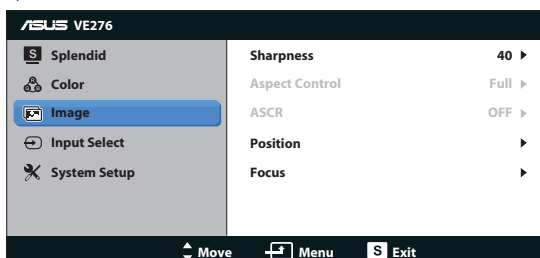 ASUS VE276
S Splendid
Color
Image
Input Select
System Setup
Sharpness 40
Aspect Control Full
ASCR OFF
Position
Focus
Move Menu S Exit